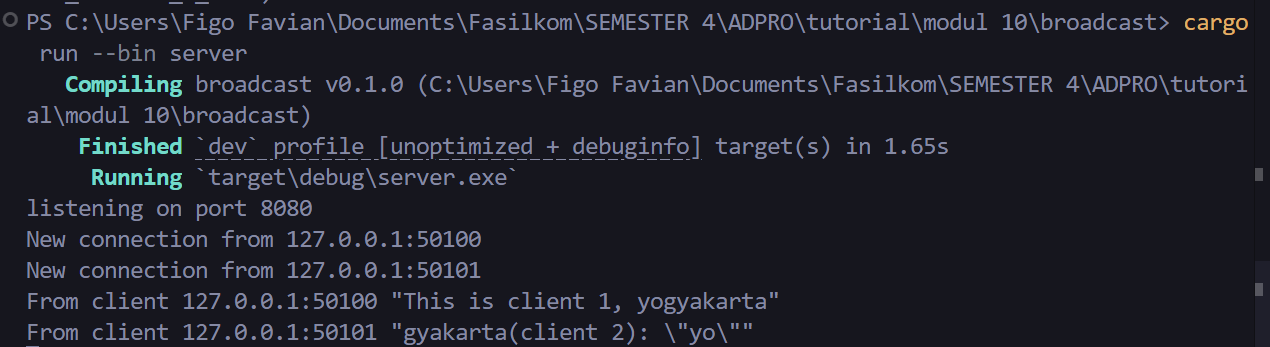 PS C:\Users\Figo Favian\Documents\Fasilkom\SEMESTER 4\ADPRO\tutorial\modul 10\broadcast> cargo
run --bin server
Compiling broadcast v0.1.0 (C:\Users\Figo Favian\Documents\Fasilkom\SEMESTER 4\ADPRO\tutori
al\modul 10\broadcast)
Finished `dev` profile [unoptimized + debuginfo] target(s) in 1.65s
Running `target\debug\server.exe`
listening on port 8080
New connection from 127.0.0.1:50100
New connection from 127.0.0.1:50101
From client 127.0.0.1:50100 "This is client 1, yogyakarta"
From client 127.0.0.1:50101 "gyakarta(client 2): \"yo\""